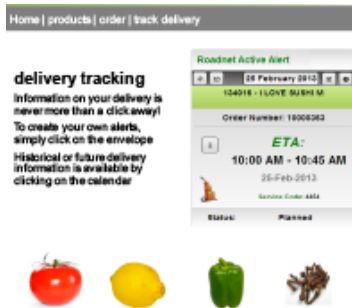 Home | products | order | track delivery
delivery tracking
Information on your delivery is
never more than a click away!
To create your own alerts,
simply click on the envelope
Historical or future delivery
information is available by
clicking on the calendar
Roadnet Active Alert
25 February 2013
- I LOVE SUSHI M
Order Number:
ETA:
10:00 AM - 10:45 AM
25-Feb-2013
Service Code:
Status: Planned